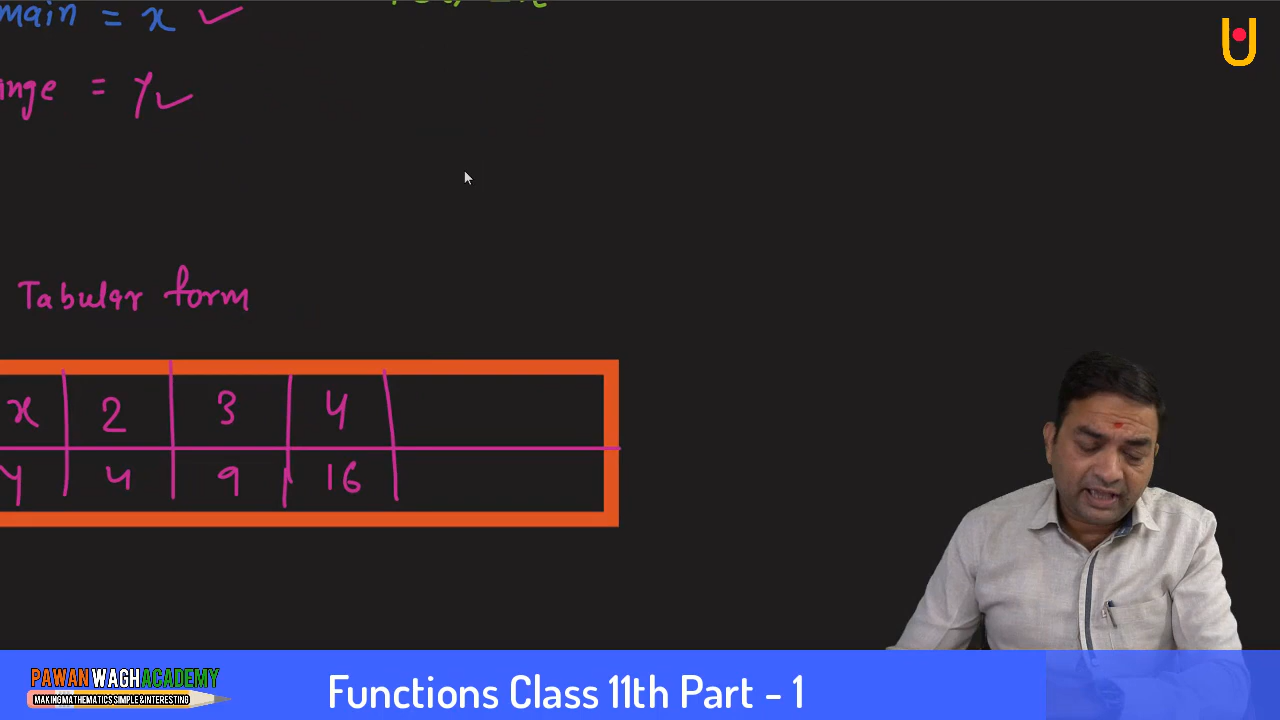 main = x ✓
ange = y ✓
Tabular form
x 2 3 4
y 4 9 16
PAWAN WAGH ACADEMY
MAKING MATHEMATICS SIMPLE & INTERESTING
Functions Class 11th Part - 1